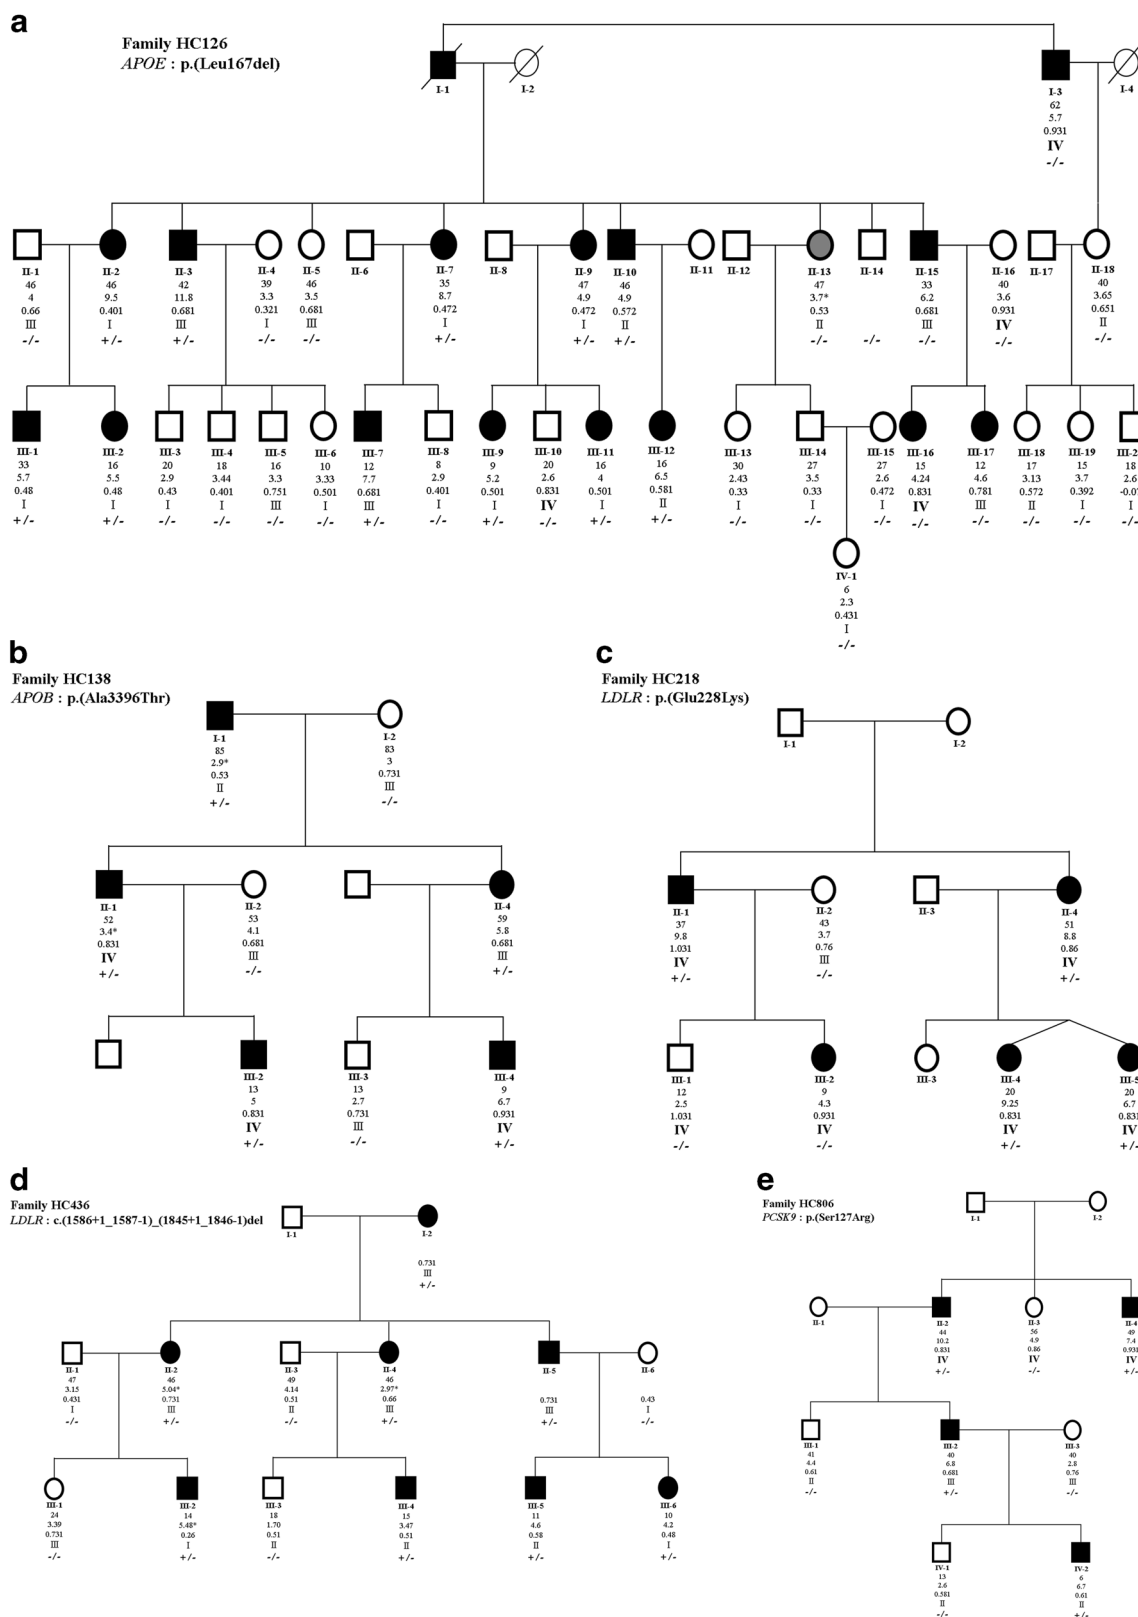 a
Family HC126
APOE : p.(Leu167del)
I-1
I-2
I-3
62
5.7
0.931
IV
-/-
I-4
II-1
46
4
0.66
III
-/-
II-2
46
9.5
0.401
I
+/-
II-3
42
11.8
0.681
III
+/-
II-4
39
3.3
0.321
I
-/-
II-5
46
3.5
0.681
III
-/-
II-6
II-7
35
8.7
0.472
I
+/-
II-8
II-9
47
4.9
0.472
I
+/-
II-10
46
4.9
0.572
II
+/-
II-11
II-12
II-13
47
3.7*
0.53
II
-/-
II-14
-/-
II-15
33
6.2
0.681
III
-/-
II-16
40
3.6
0.931
IV
-/-
II-17
II-18
40
3.65
0.651
II
-/-
III-1
33
5.7
0.48
I
+/-
III-2
16
5.5
0.48
I
+/-
III-3
20
2.9
0.43
I
-/-
III-4
18
3.44
0.401
I
-/-
III-5
16
3.3
0.751
III
-/-
III-6
10
3.33
0.501
I
-/-
III-7
12
7.7
0.681
III
+/-
III-8
8
2.9
0.401
I
-/-
III-9
9
5.2
0.501
I
+/-
III-10
20
2.6
0.831
IV
-/-
III-11
16
4
0.501
I
+/-
III-12
16
6.5
0.581
II
+/-
III-13
30
2.43
0.33
I
-/-
III-14
27
3.5
0.33
I
-/-
III-15
27
2.6
0.472
I
-/-
III-16
15
4.24
0.831
IV
-/-
III-17
12
4.6
0.781
III
-/-
III-18
17
3.13
0.572
II
-/-
III-19
15
3.7
0.392
I
-/-
III-2
18
2.6
-0.0
I
-/-
IV-1
6
2.3
0.431
I
-/-
b
Family HC138
APOB : p.(Ala3396Thr)
I-1
85
2.9*
0.53
II
+/-
I-2
83
3
0.731
III
-/-
II-1
52
3.4*
0.831
IV
+/-
II-2
53
4.1
0.681
III
-/-
II-4
59
5.8
0.681
III
+/-
III-2
13
5
0.831
IV
+/-
III-3
13
2.7
0.731
III
-/-
III-4
9
6.7
0.931
IV
+/-
c
Family HC218
LDLR : p.(Glu228Lys)
I-1
I-2
II-1
37
9.8
1.031
IV
+/-
II-2
43
3.7
0.76
III
-/-
II-3
II-4
51
8.8
0.86
IV
+/-
III-1
12
2.5
1.031
IV
-/-
III-2
9
4.3
0.931
IV
-/-
III-3
III-4
20
9.25
0.831
IV
+/-
III-5
20
6.7
0.831
IV
+/-
d
Family HC436
LDLR : c.(1586+1_1587-1)_(1845+1_1846-1)del
I-1
I-2
0.731
III
+/-
II-1
47
3.15
0.431
I
-/-
II-2
46
5.04*
0.731
III
+/-
II-3
49
4.14
0.51
II
-/-
II-4
46
2.97*
0.66
III
+/-
II-5
0.731
III
+/-
II-6
0.43
I
-/-
III-1
24
3.39
0.731
III
-/-
III-2
14
5.48*
0.26
I
+/-
III-3
18
1.70
0.51
II
-/-
III-4
15
3.47
0.51
II
+/-
III-5
11
4.6
0.58
II
+/-
III-6
10
4.2
0.48
I
+/-
e
Family HC806
PCSK9 : p.(Ser127Arg)
I-1
I-2
II-1
II-2
44
10.2
0.831
IV
+/-
II-3
56
4.9
0.86
IV
-/-
II-4
49
7.4
0.931
IV
+/-
III-1
41
4.4
0.61
II
-/-
III-2
40
6.8
0.681
III
+/-
III-3
40
2.8
0.76
III
-/-
IV-1
13
2.6
0.581
II
-/-
IV-2
6
6.7
0.61
II
+/-